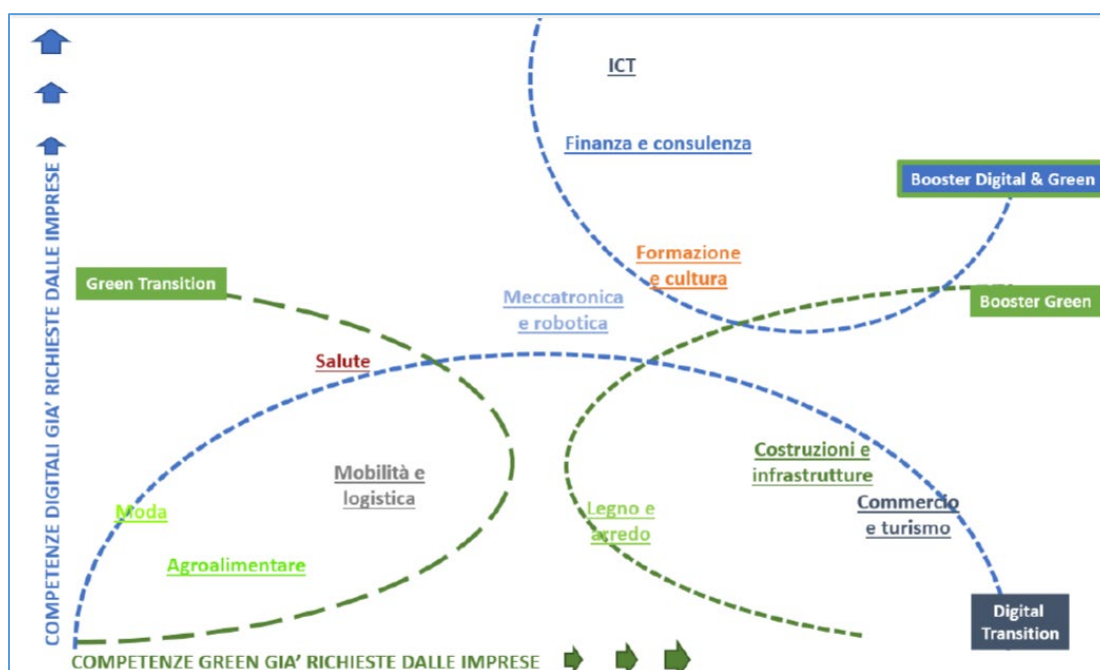 ICT
Finanza e consulenza
Booster Digital & Green
Formazione
e cultura
Green Transition
Meccatronica
e robotica
Booster Green
Salute
Costruzioni e
infrastrutture
Mobilità e
logistica
Commercio
e turismo
Moda
Legno e
arredo
Agroalimentare
Digital
Transition
COMPETENZE DIGITALI GIA’ RICHIESTE DALLE IMPRESE
COMPETENZE GREEN GIA’ RICHIESTE DALLE IMPRESE